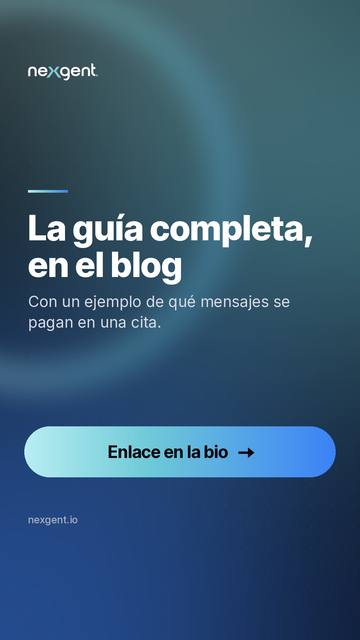 nexgent.
La guía completa,
en el blog
Con un ejemplo de qué mensajes se
pagan en una cita.
Enlace en la bio →
nexgent.io